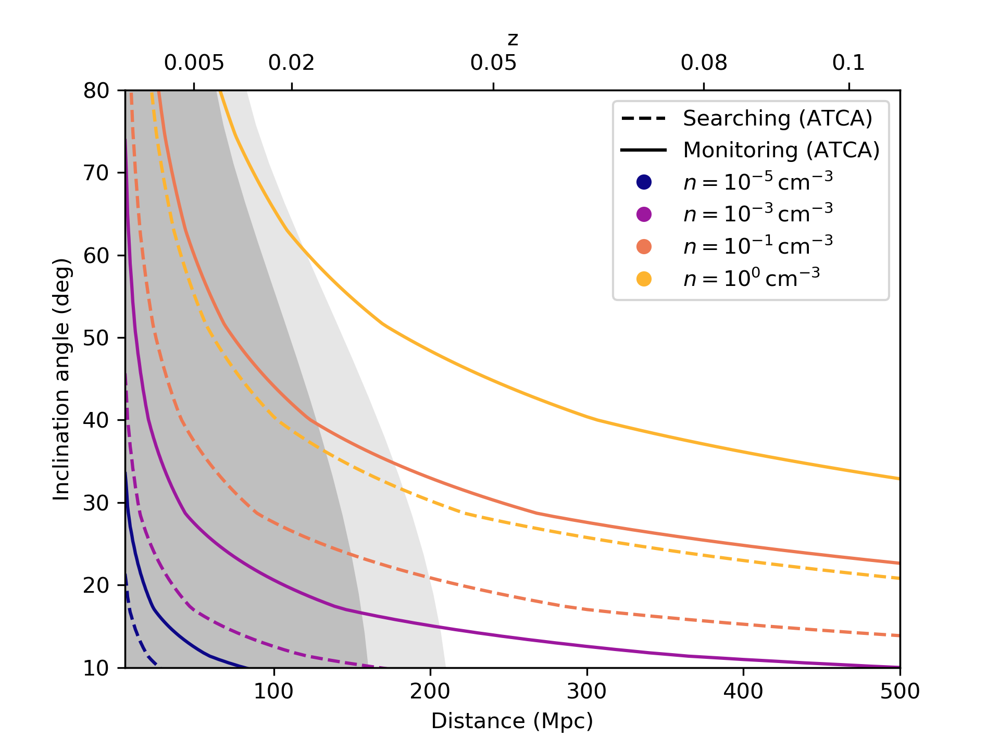 z
0.005 0.02 0.05 0.08 0.1
80
70
60
50
40
30
20
10
Inclination angle (deg)
Searching (ATCA)
Monitoring (ATCA)
n = 10⁻⁵ cm⁻³
n = 10⁻³ cm⁻³
n = 10⁻¹ cm⁻³
n = 10⁰ cm⁻³
100 200 300 400 500
Distance (Mpc)